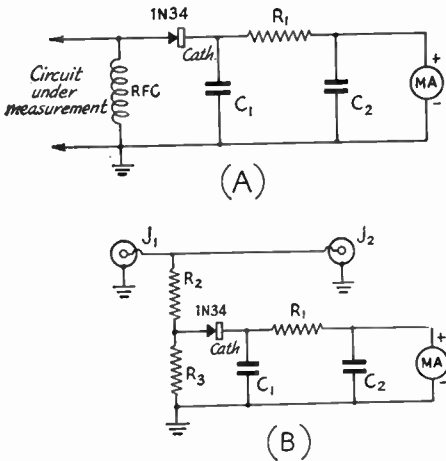 1N34
R1
+
Cath.
Circuit
under
measurement
RFC
C1
C2
MA
-
(A)
J1
J2
R2
1N34
R1
+
Cath
R3
C1
C2
MA
-
(B)